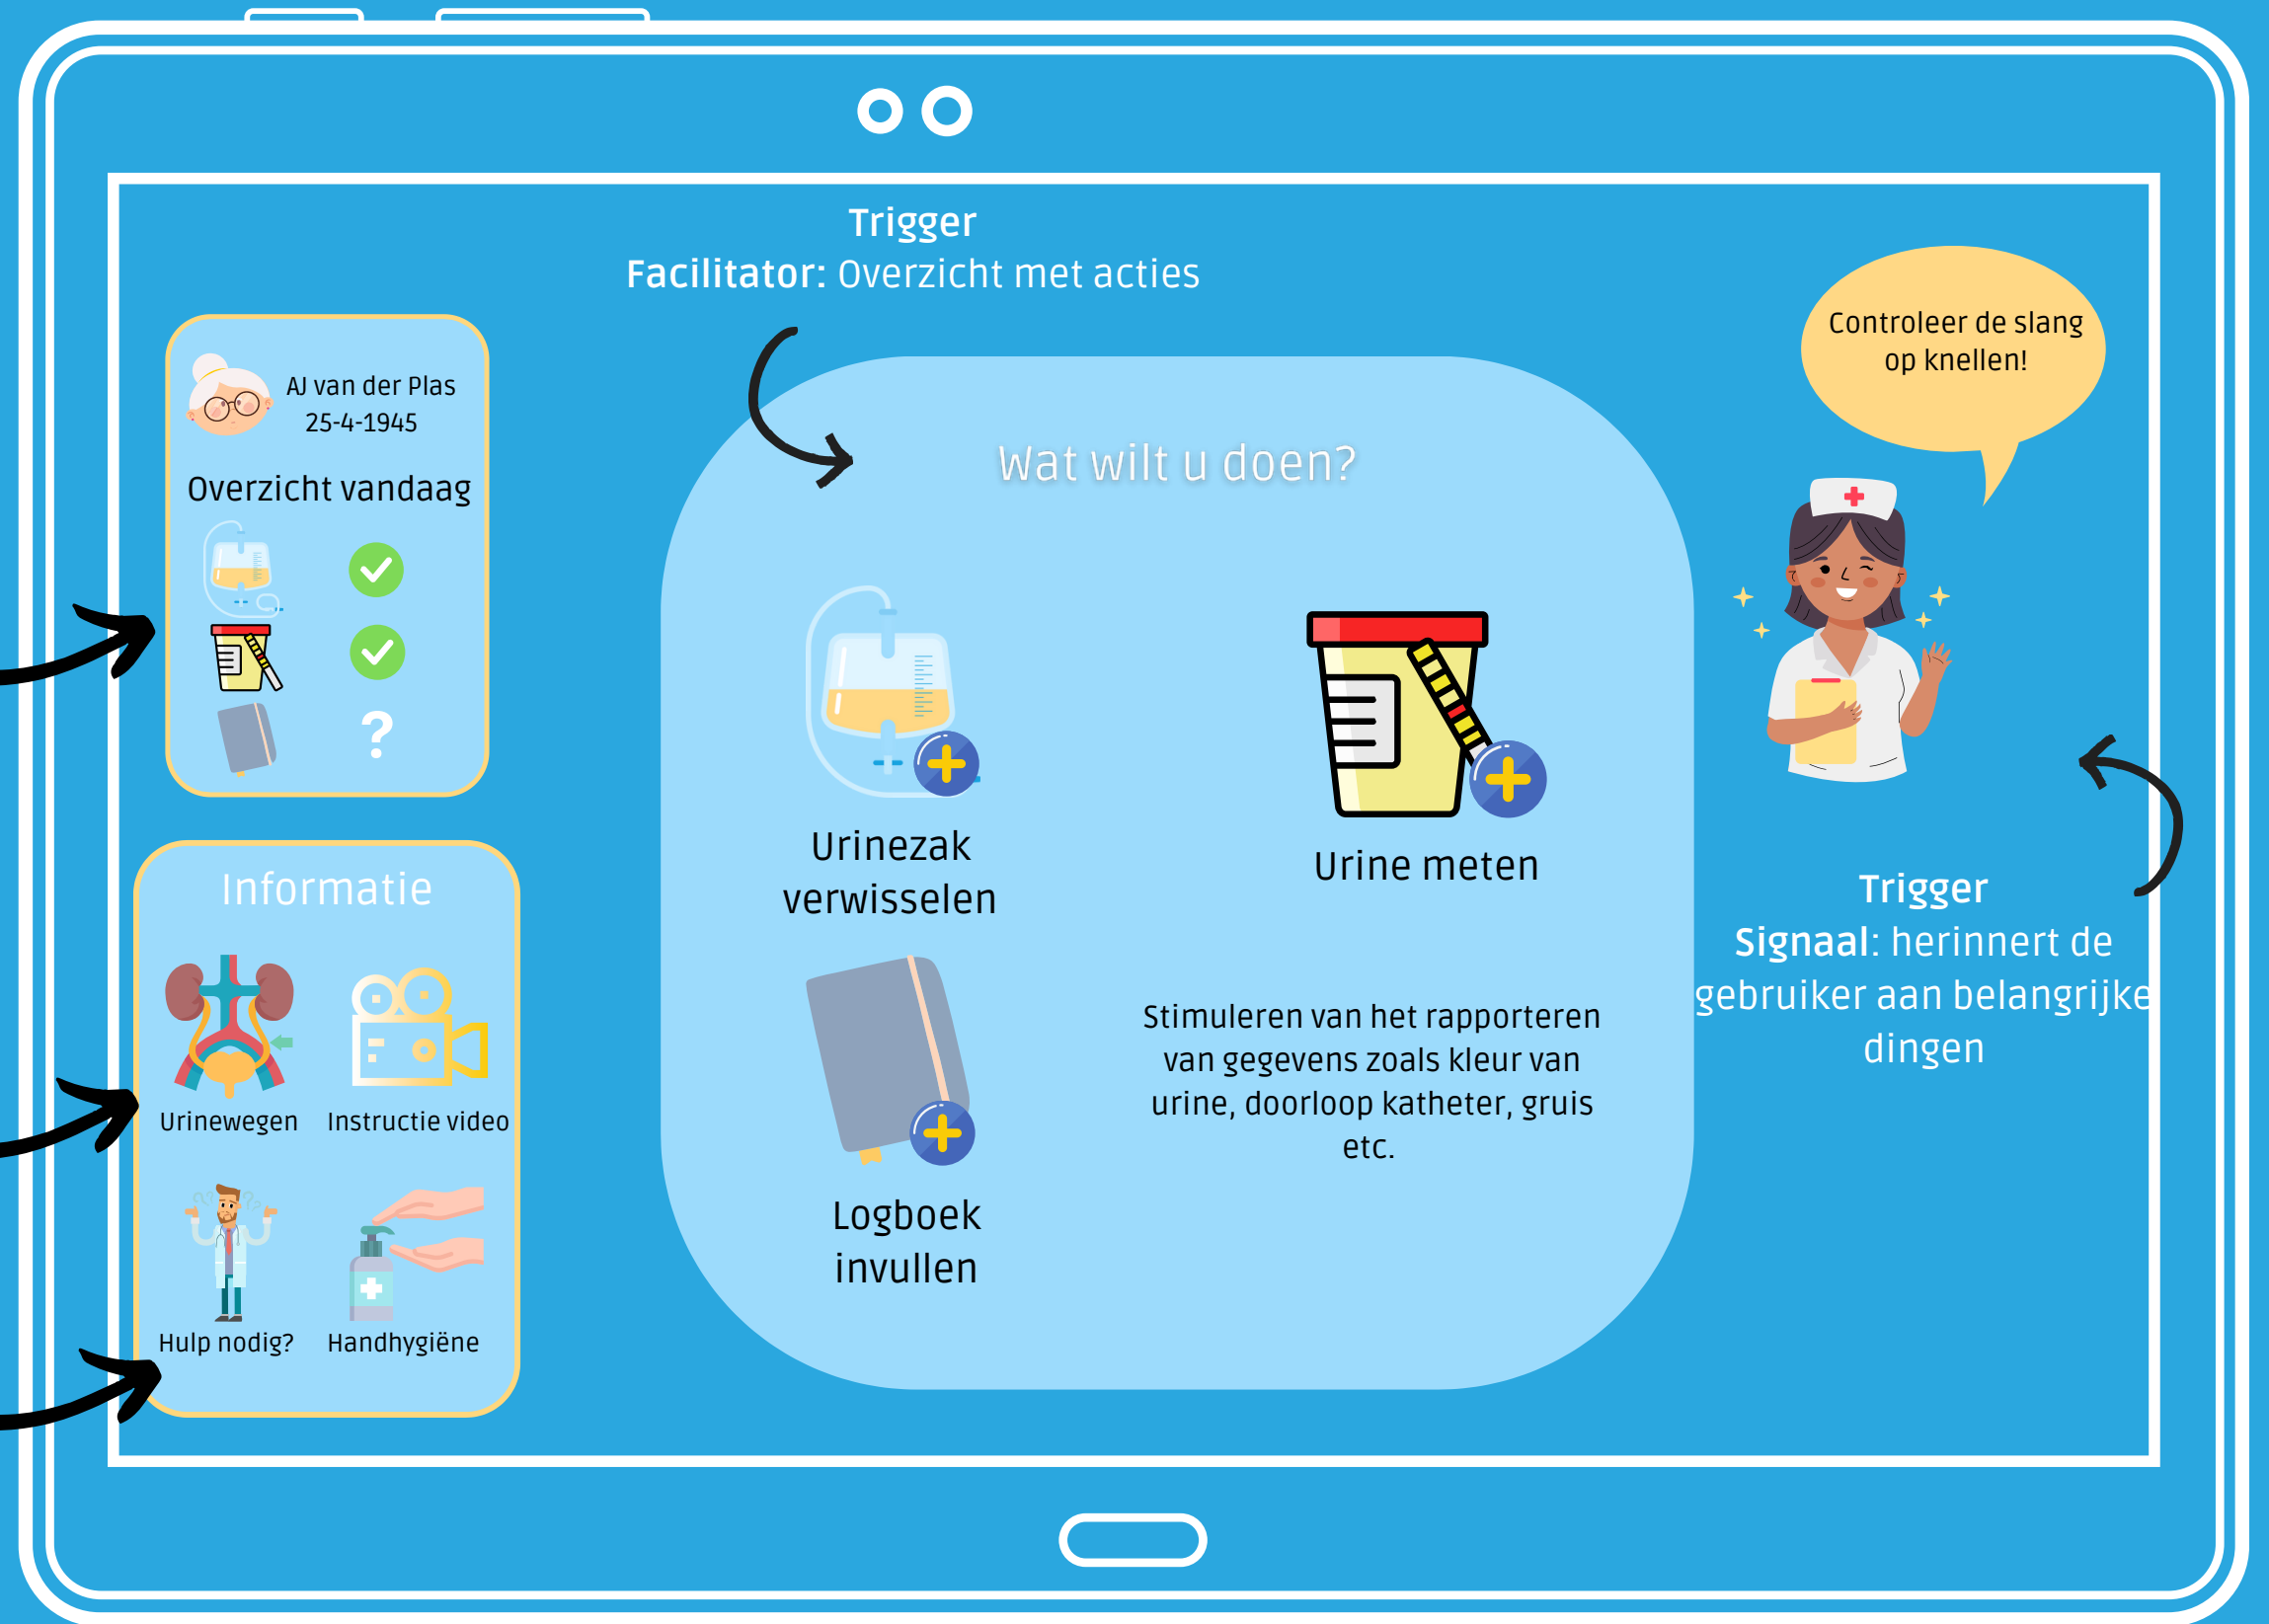 Trigger
Facilitator: Overzicht met acties
AJ van der Plas
25-4-1945
Overzicht vandaag
?
Informatie
Urinewegen
Instructie video
Hulp nodig?
Handhygiëne
Wat wilt u doen?
Urinezak
verwisselen
Urine meten
Logboek
invullen
Stimuleren van het rapporteren
van gegevens zoals kleur van
urine, doorloop katheter, gruis
etc.
Controleer de slang
op knellen!
Trigger
Signaal: herinnert de
gebruiker aan belangrijke
dingen